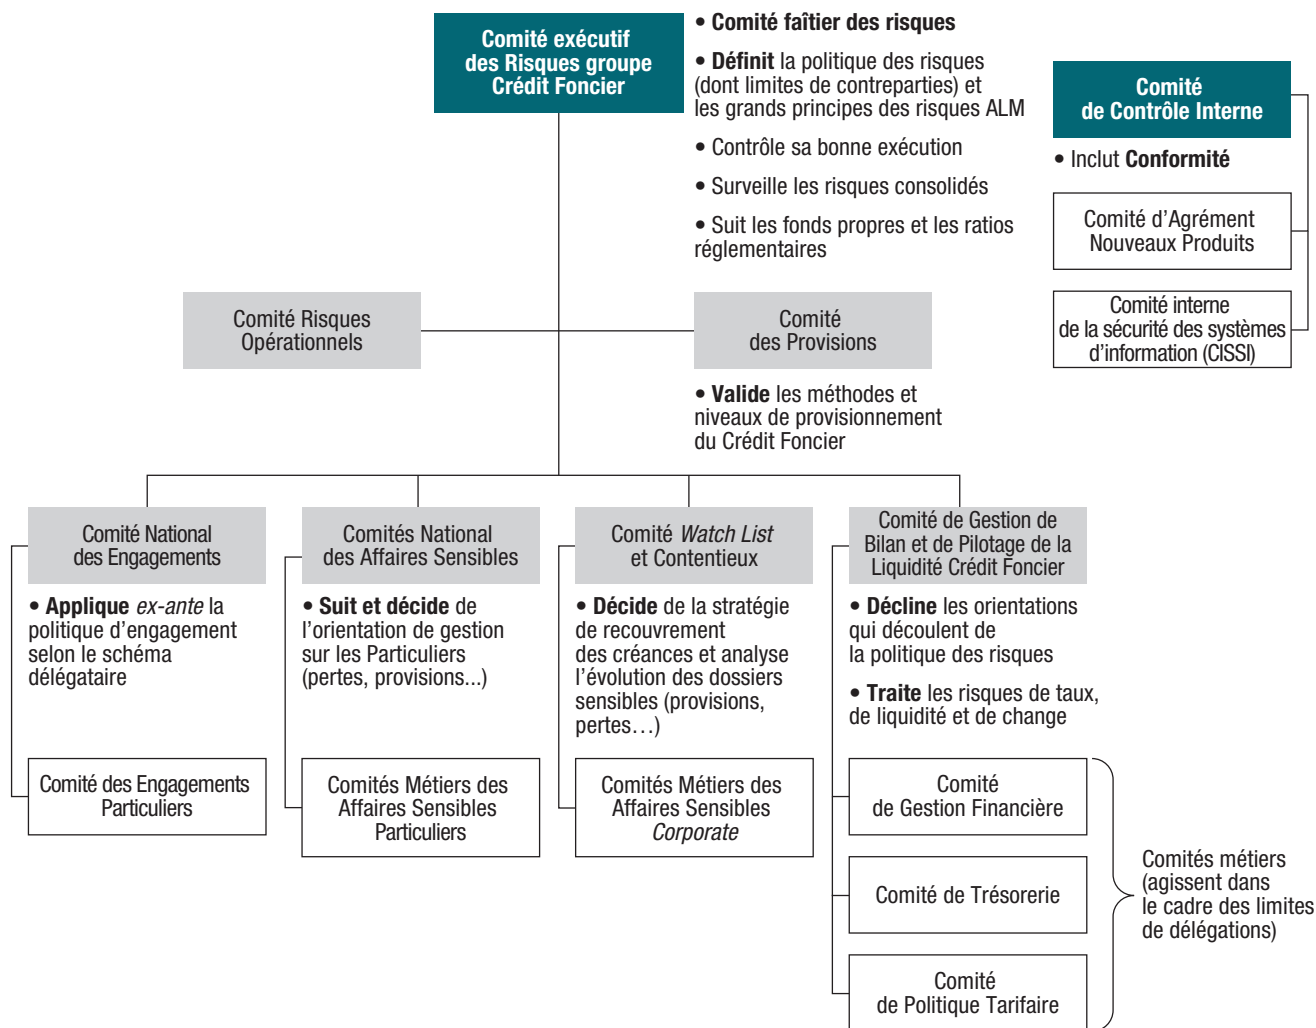 Comité exécutif
des Risques groupe
Crédit Foncier
• Comité faîtier des risques
• Définit la politique des risques
(dont limites de contreparties) et
les grands principes des risques ALM
• Contrôle sa bonne exécution
• Surveille les risques consolidés
• Suit les fonds propres et les ratios
réglementaires
Comité
de Contrôle Interne
• Inclut Conformité
Comité d’Agrément
Nouveaux Produits
Comité interne
de la sécurité des systèmes
d’information (CISSI)
Comité Risques
Opérationnels
Comité
des Provisions
• Valide les méthodes et
niveaux de provisionnement
du Crédit Foncier
Comité National
des Engagements
• Applique ex-ante la
politique d’engagement
selon le schéma
délégataire
Comité des Engagements
Particuliers
Comités National
des Affaires Sensibles
• Suit et décide de
l’orientation de gestion
sur les Particuliers
(pertes, provisions...)
Comités Métiers des
Affaires Sensibles
Particuliers
Comité Watch List
et Contentieux
• Décide de la stratégie
de recouvrement
des créances et analyse
l’évolution des dossiers
sensibles (provisions,
pertes…)
Comités Métiers des
Affaires Sensibles
Corporate
Comité de Gestion de
Bilan et de Pilotage de la
Liquidité Crédit Foncier
• Décline les orientations
qui découlent de
la politique des risques
• Traite les risques de taux,
de liquidité et de change
Comité
de Gestion Financière
Comité de Trésorerie
Comité
de Politique Tarifaire
Comités métiers
(agissent dans
le cadre des limites
de délégations)